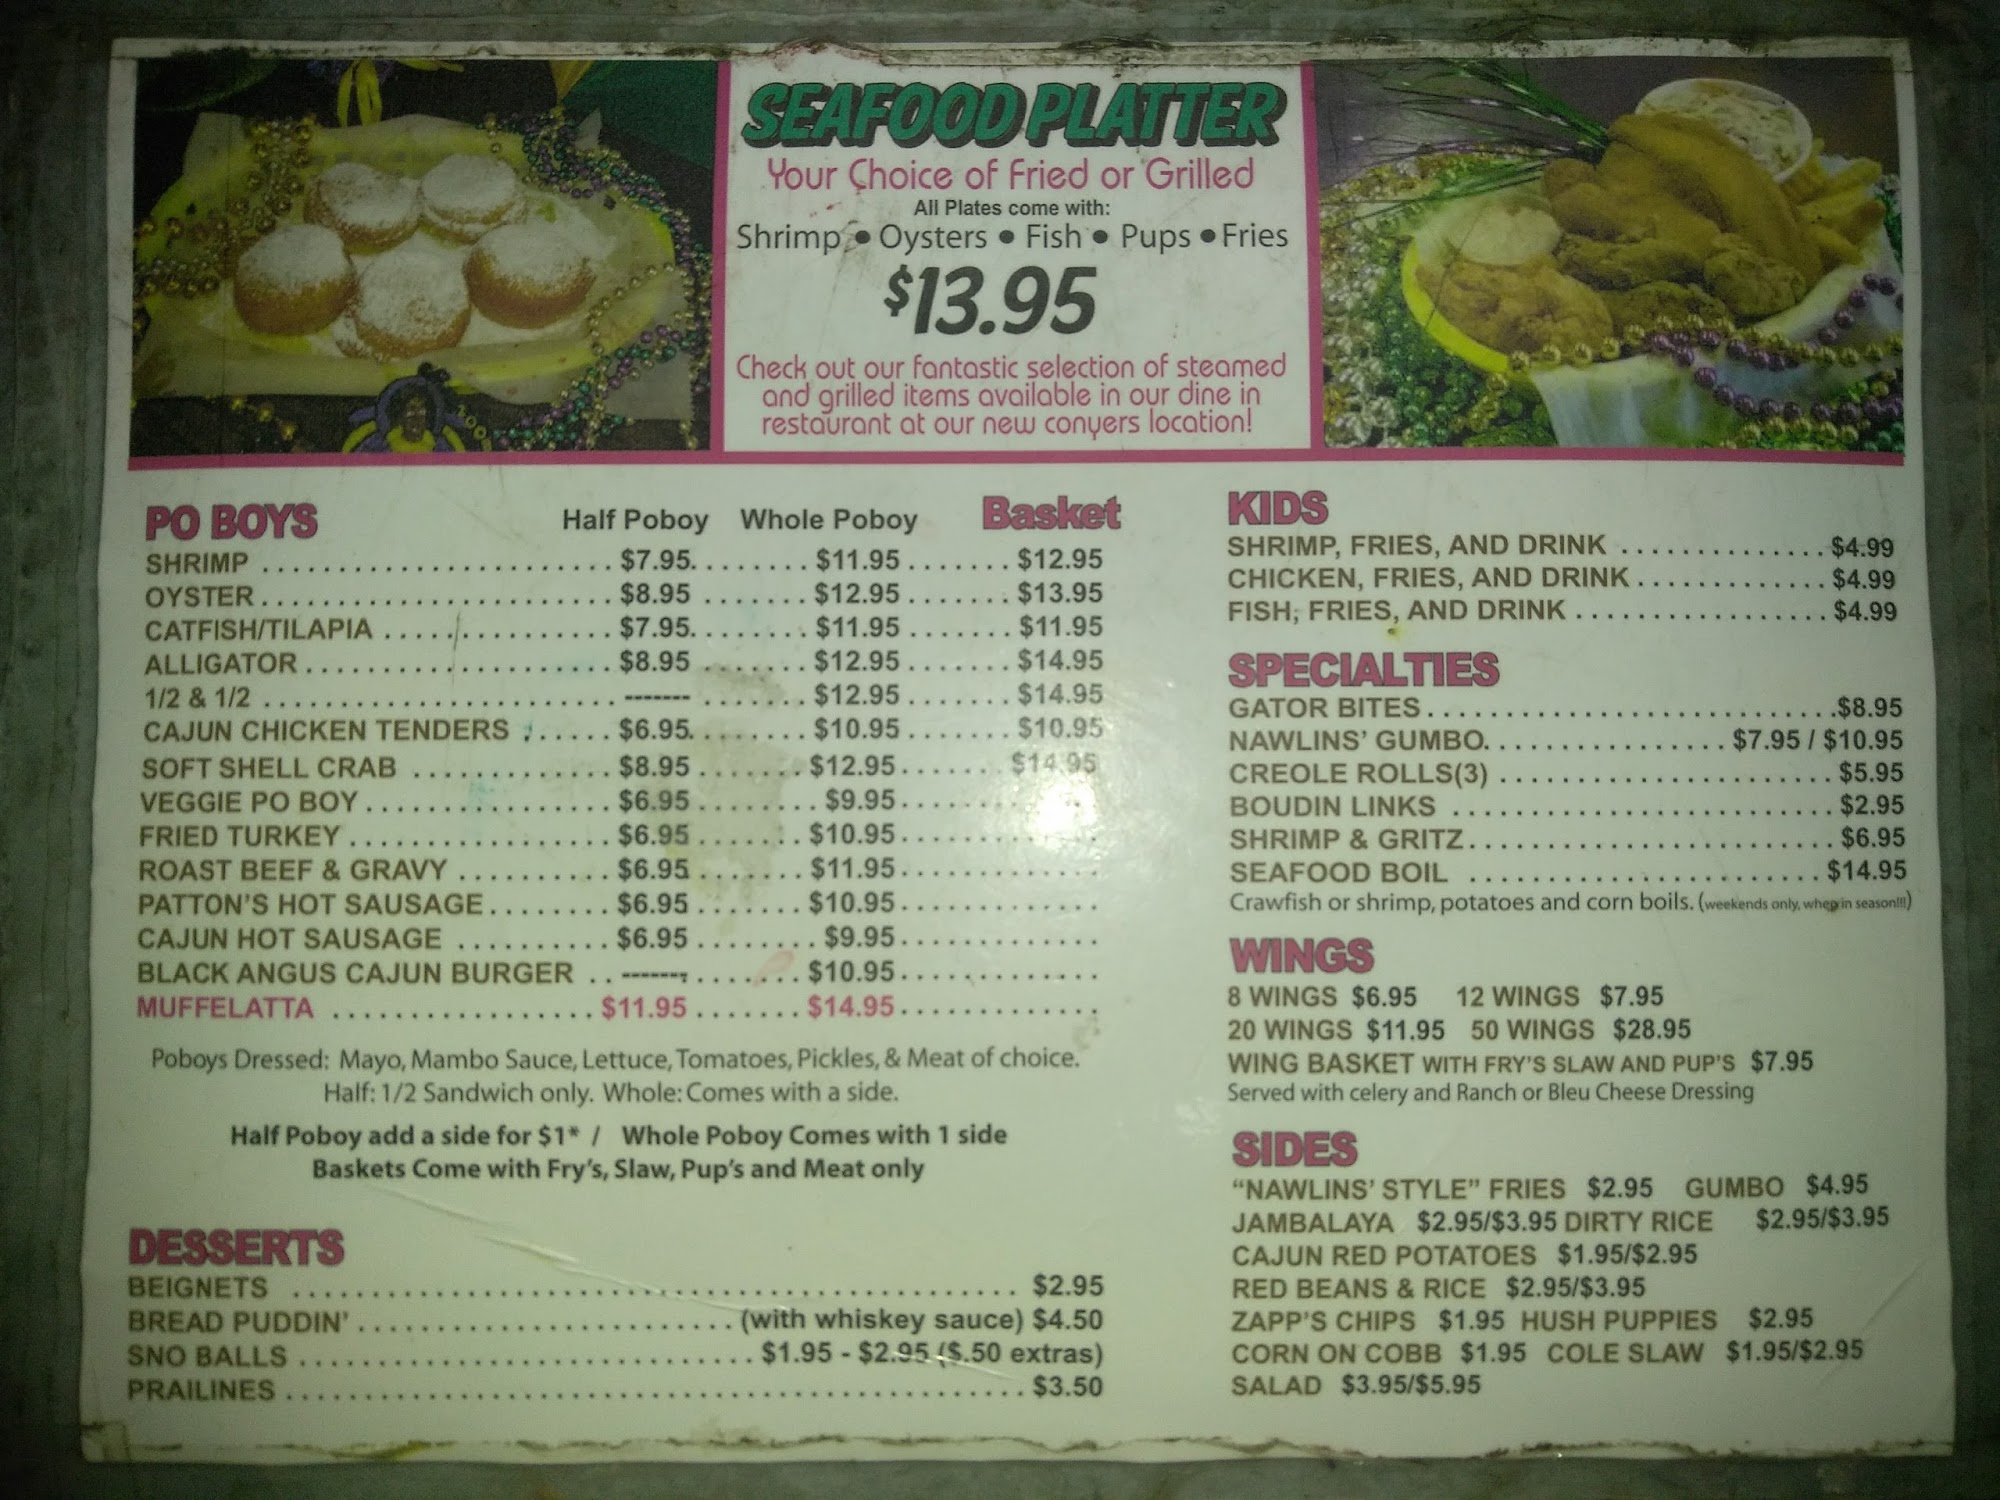 SEAFOOD PLATTER
Your Choice of Fried or Grilled
All Plates come with:
Shrimp • Oysters • Fish • Pups • Fries
$13.95
Check out our fantastic selection of steamed
and grilled items available in our dine in
restaurant at our new conyers location!
PO BOYS Half Poboy Whole Poboy Basket
SHRIMP $7.95 $11.95 $12.95
OYSTER $8.95 $12.95 $13.95
CATFISH/TILAPIA $7.95 $11.95 $11.95
ALLIGATOR $8.95 $12.95 $14.95
1/2 & 1/2 ------- $12.95 $14.95
CAJUN CHICKEN TENDERS $6.95 $10.95 $10.95
SOFT SHELL CRAB $8.95 $12.95 $14.95
VEGGIE PO BOY $6.95 $9.95
FRIED TURKEY $6.95 $10.95
ROAST BEEF & GRAVY $6.95 $11.95
PATTON'S HOT SAUSAGE $6.95 $10.95
CAJUN HOT SAUSAGE $6.95 $9.95
BLACK ANGUS CAJUN BURGER ------- $10.95
MUFFELATTA $11.95 $14.95
Poboys Dressed: Mayo, Mambo Sauce, Lettuce, Tomatoes, Pickles, & Meat of choice.
Half: 1/2 Sandwich only. Whole: Comes with a side.
Half Poboy add a side for $1* / Whole Poboy Comes with 1 side
Baskets Come with Fry's, Slaw, Pup's and Meat only
DESSERTS
BEIGNETS $2.95
BREAD PUDDIN' (with whiskey sauce) $4.50
SNO BALLS $1.95 - $2.95 ($.50 extras)
PRAILINES $3.50
KIDS
SHRIMP, FRIES, AND DRINK $4.99
CHICKEN, FRIES, AND DRINK $4.99
FISH, FRIES, AND DRINK $4.99
SPECIALTIES
GATOR BITES $8.95
NAWLINS' GUMBO $7.95 / $10.95
CREOLE ROLLS(3) $5.95
BOUDIN LINKS $2.95
SHRIMP & GRITZ $6.95
SEAFOOD BOIL $14.95
Crawfish or shrimp, potatoes and corn boils. (weekends only, when in season!!!)
WINGS
8 WINGS $6.95 12 WINGS $7.95
20 WINGS $11.95 50 WINGS $28.95
WING BASKET WITH FRY'S SLAW AND PUP'S $7.95
Served with celery and Ranch or Bleu Cheese Dressing
SIDES
"NAWLINS' STYLE" FRIES $2.95 GUMBO $4.95
JAMBALAYA $2.95/$3.95 DIRTY RICE $2.95/$3.95
CAJUN RED POTATOES $1.95/$2.95
RED BEANS & RICE $2.95/$3.95
ZAPP'S CHIPS $1.95 HUSH PUPPIES $2.95
CORN ON COBB $1.95 COLE SLAW $1.95/$2.95
SALAD $3.95/$5.95